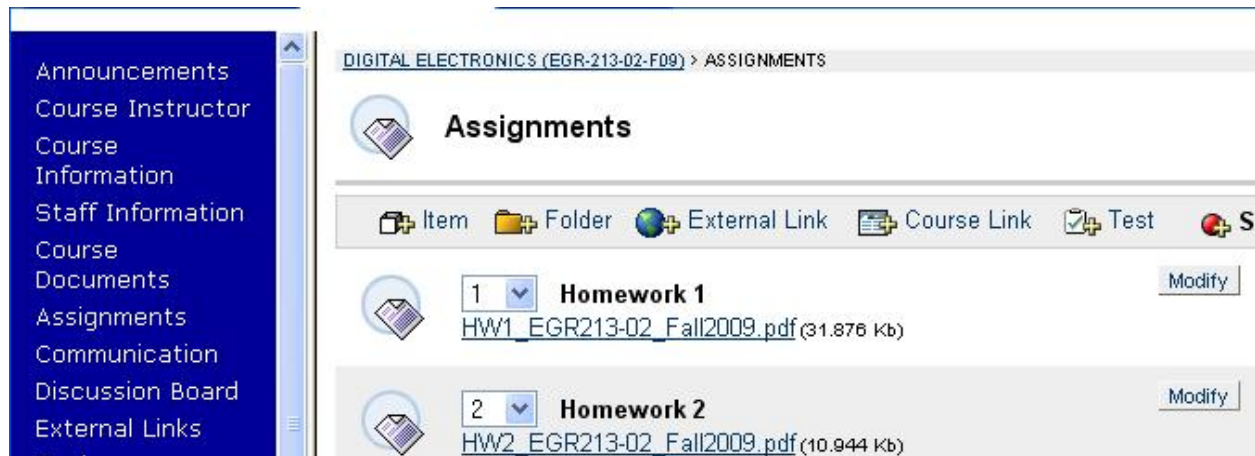 Announcements
Course Instructor
Course
Information
Staff Information
Course
Documents
Assignments
Communication
Discussion Board
External Links
DIGITAL ELECTRONICS (EGR-213-02-F09) > ASSIGNMENTS
Assignments
Item Folder External Link Course Link Test S
1 Homework 1 Modify
HW1_EGR213-02_Fall2009.pdf (31.876 Kb)
2 Homework 2 Modify
HW2_EGR213-02_Fall2009.pdf (10.944 Kb)